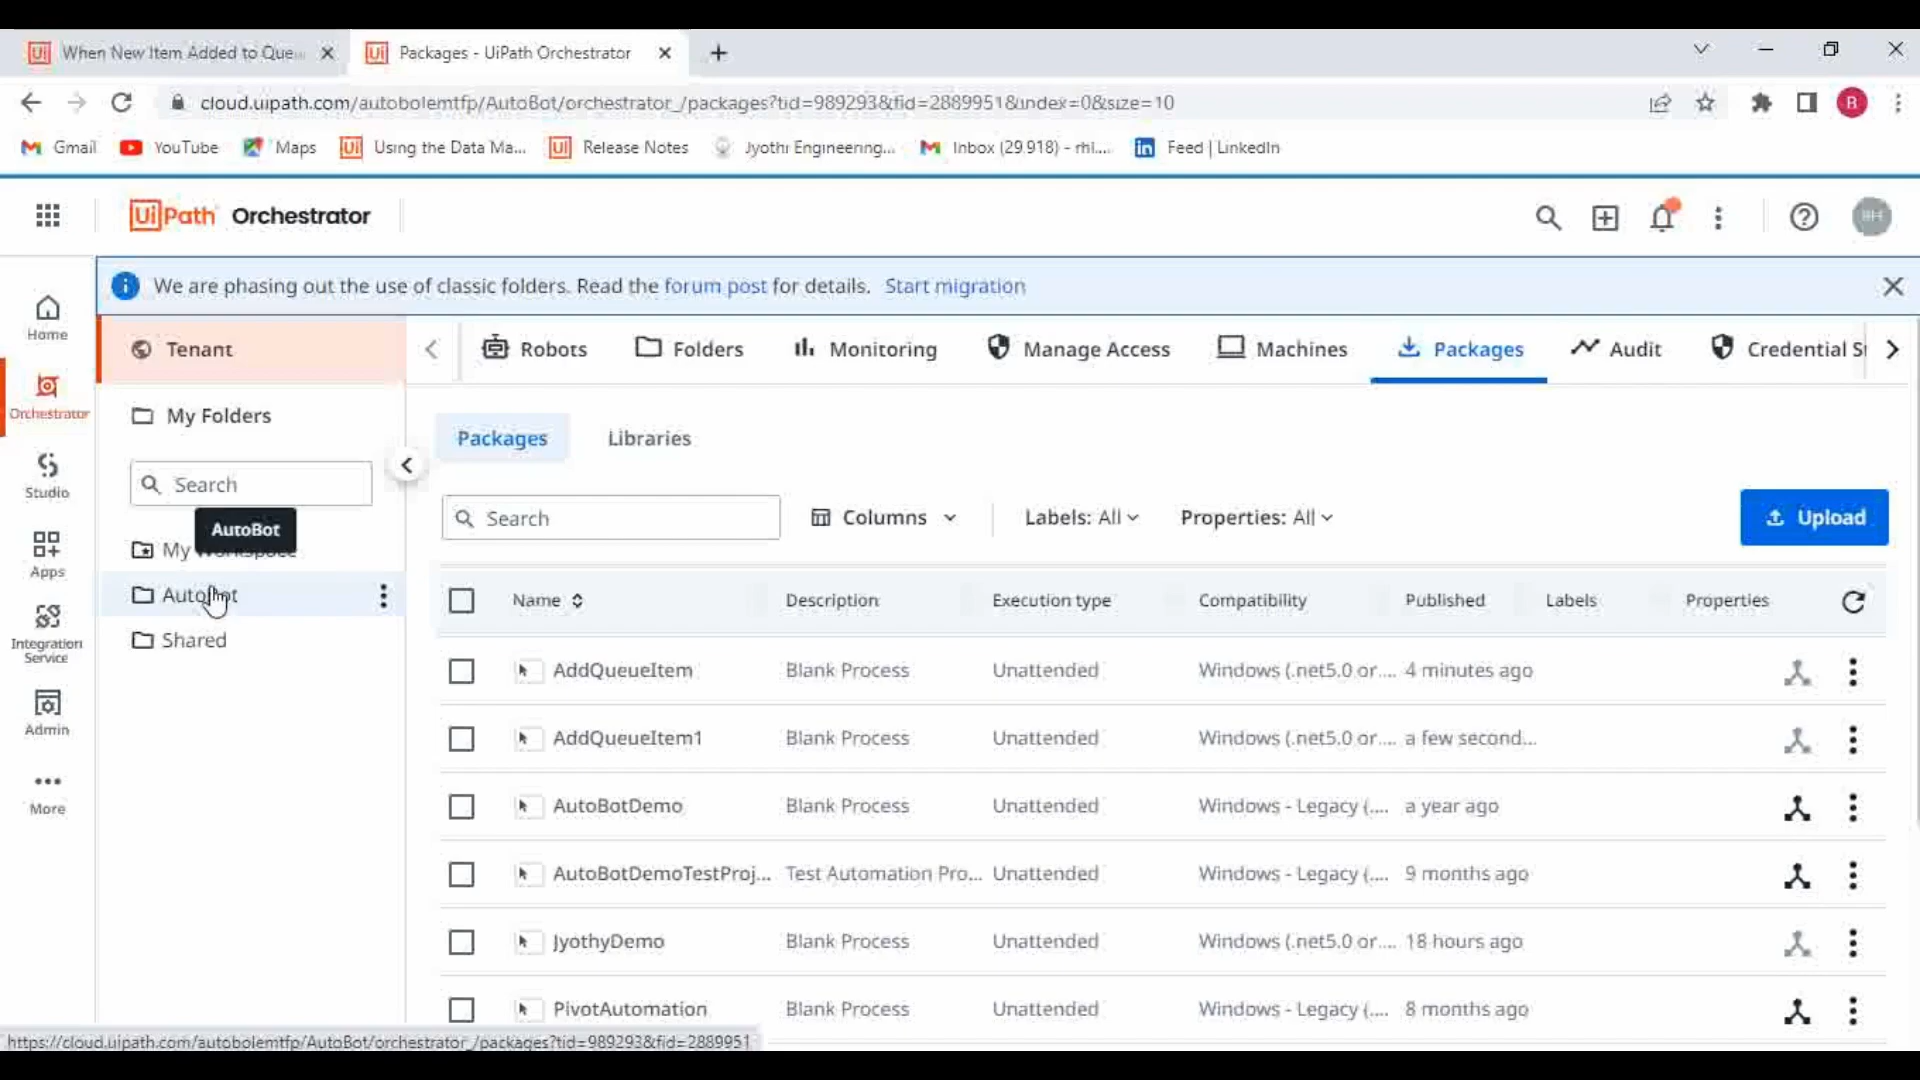 When New Item Added to Que...
Packages - UiPath Orchestrator
cloud.uipath.com/autobolemtfp/AutoBot/orchestrator_/packages?tid=989293&fid=2889951&index=0&size=10
B
Gmail
YouTube
Maps
Using the Data Ma...
Release Notes
Jyothi Engineering...
Inbox (29,918) - rhl....
Feed | LinkedIn
UiPath Orchestrator
We are phasing out the use of classic folders. Read the forum post for details. Start migration
Home
Orchestrator
Studio
Apps
Integration
Service
Admin
More
Tenant
My Folders
Search
AutoBot
My Workspace
AutoBot
Shared
Robots
Folders
Monitoring
Manage Access
Machines
Packages
Audit
Credential St
Packages
Libraries
Search
Columns
Labels: All
Properties: All
Upload
Name
Description
Execution type
Compatibility
Published
Labels
Properties
AddQueueItem Blank Process Unattended Windows (.net5.0 or.... 4 minutes ago
AddQueueItem1 Blank Process Unattended Windows (.net5.0 or.... a few second...
AutoBotDemo Blank Process Unattended Windows - Legacy (.... a year ago
AutoBotDemoTestProj... Test Automation Pro... Unattended Windows - Legacy (.... 9 months ago
JyothyDemo Blank Process Unattended Windows (.net5.0 or.... 18 hours ago
PivotAutomation Blank Process Unattended Windows - Legacy (.... 8 months ago
https://cloud.uipath.com/autobolemtfp/AutoBot/orchestrator_/packages?tid=989293&fid=2889951